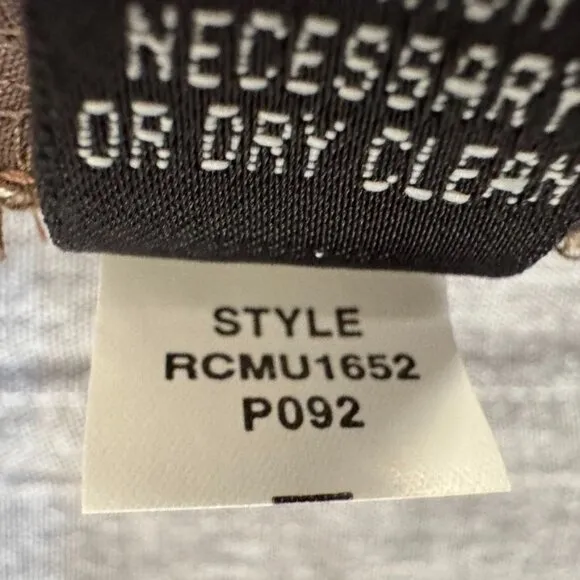 NECESSARY
OR DRY CLEAN
STYLE
RCMU1652
P092